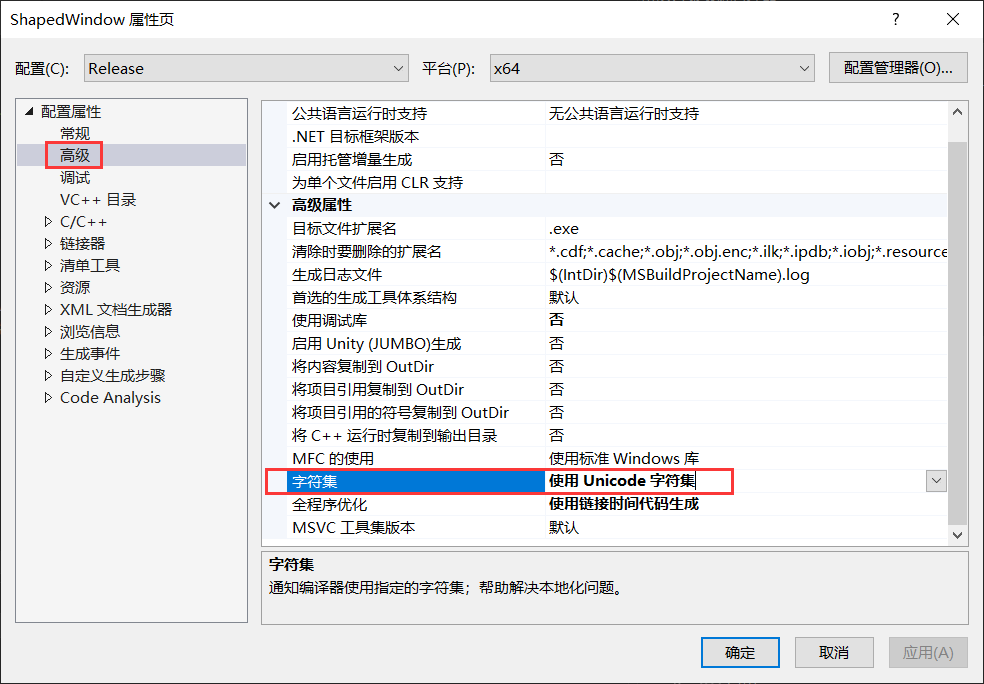 ShapedWindow 属性页
?
配置(C):
Release
平台(P):
x64
配置管理器(O)...
配置属性
常规
高级
调试
VC++ 目录
C/C++
链接器
清单工具
资源
XML 文档生成器
浏览信息
生成事件
自定义生成步骤
Code Analysis
公共语言运行时支持 无公共语言运行时支持
.NET 目标框架版本
启用托管增量生成 否
为单个文件启用 CLR 支持
高级属性
目标文件扩展名 .exe
清除时要删除的扩展名 *.cdf;*.cache;*.obj;*.obj.enc;*.ilk;*.ipdb;*.iobj;*.resource
生成日志文件 $(IntDir)$(MSBuildProjectName).log
首选的生成工具体系结构 默认
使用调试库 否
启用 Unity (JUMBO)生成 否
将内容复制到 OutDir 否
将项目引用复制到 OutDir 否
将项目引用的符号复制到 OutDir 否
将 C++ 运行时复制到输出目录 否
MFC 的使用 使用标准 Windows 库
字符集 使用 Unicode 字符集
全程序优化 使用链接时间代码生成
MSVC 工具集版本 默认
字符集
通知编译器使用指定的字符集；帮助解决本地化问题。
确定
取消
应用(A)